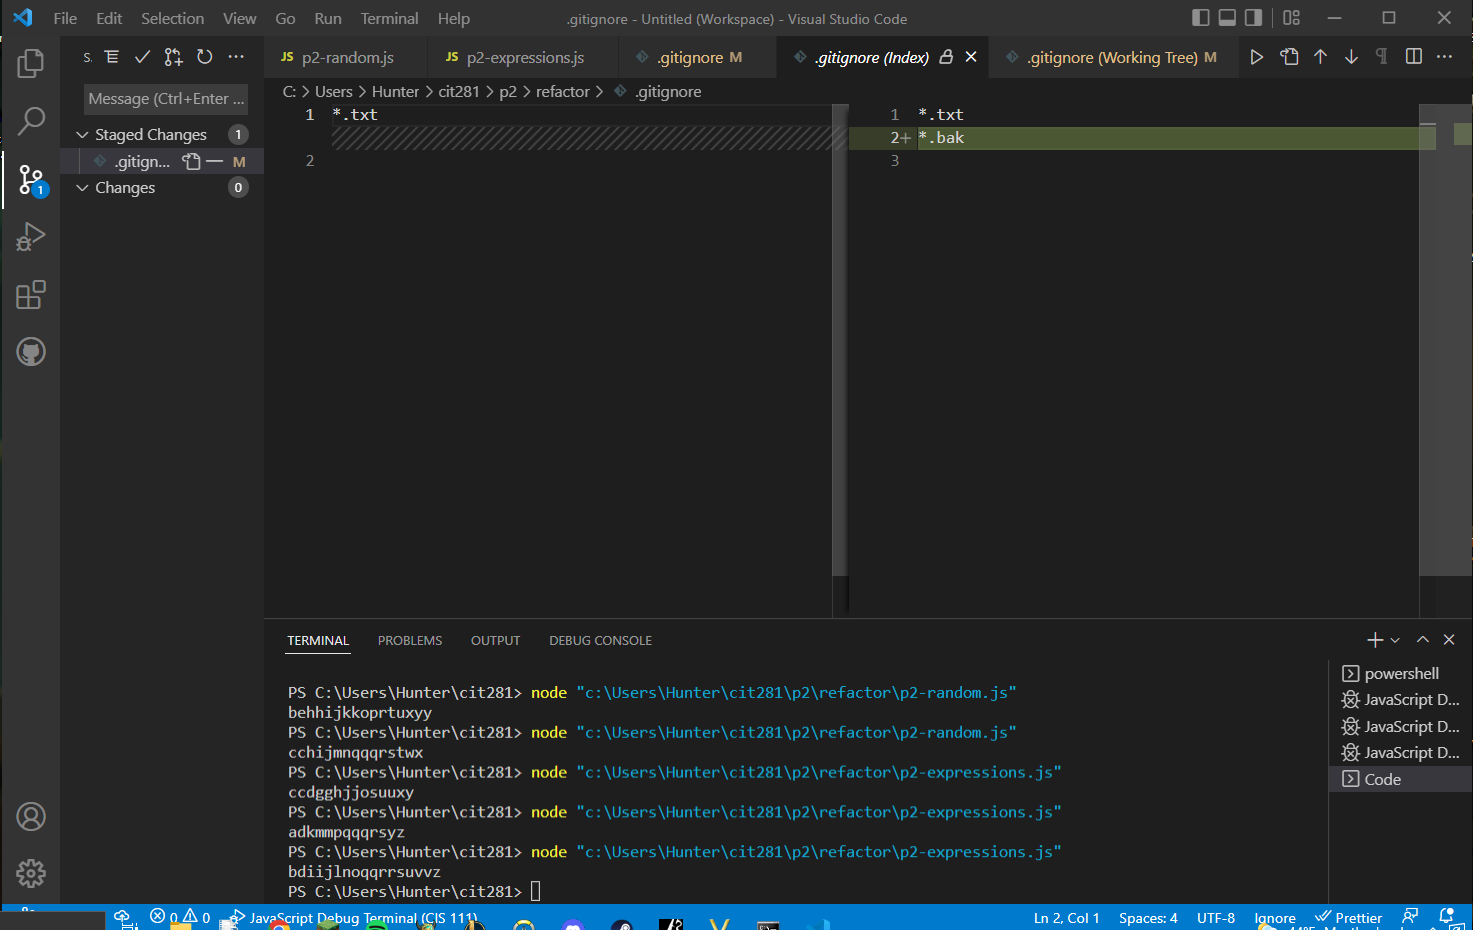 File Edit Selection View Go Run Terminal Help .gitignore - Untitled (Workspace) - Visual Studio Code
S. JS p2-random.js JS p2-expressions.js .gitignore M .gitignore (Index) .gitignore (Working Tree) M
C: > Users > Hunter > cit281 > p2 > refactor > .gitignore
Message (Ctrl+Enter ...
Staged Changes 1
.gitign... M
Changes 0
1
1 *.txt
2
1 *.txt
2+ *.bak
3
TERMINAL PROBLEMS OUTPUT DEBUG CONSOLE
PS C:\Users\Hunter\cit281> node "c:\Users\Hunter\cit281\p2\refactor\p2-random.js"
behhijkkoprtuxyy
PS C:\Users\Hunter\cit281> node "c:\Users\Hunter\cit281\p2\refactor\p2-random.js"
cchijmnqqqrstwx
PS C:\Users\Hunter\cit281> node "c:\Users\Hunter\cit281\p2\refactor\p2-expressions.js"
ccdgghjjosuuxy
PS C:\Users\Hunter\cit281> node "c:\Users\Hunter\cit281\p2\refactor\p2-expressions.js"
adkmmpqqqrsyz
PS C:\Users\Hunter\cit281> node "c:\Users\Hunter\cit281\p2\refactor\p2-expressions.js"
bdiijlnoqqrrsuvvz
PS C:\Users\Hunter\cit281>
powershell
JavaScript D...
JavaScript D...
JavaScript D...
Code
0 0 JavaScript Debug Terminal (CIS 111) Ln 2, Col 1 Spaces: 4 UTF-8 Ignore Prettier